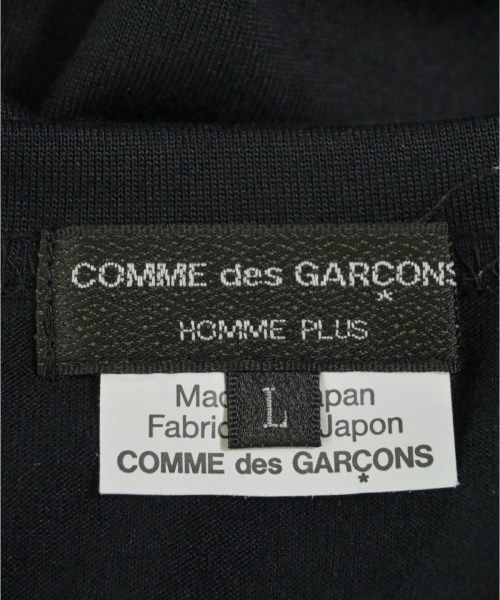 COMME des GARÇONS
HOMME PLUS
L
Japon
COMME des GARÇONS